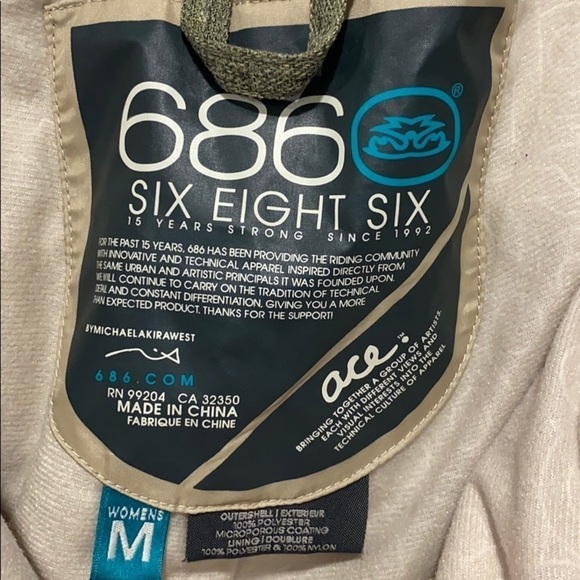 686®
SIX EIGHT SIX
15 YEARS STRONG SINCE 1992
FOR THE PAST 15 YEARS, 686 HAS BEEN PROVIDING THE RIDING COMMUNITY
WITH INNOVATIVE AND TECHNICAL APPAREL INSPIRED DIRECTLY FROM
THE SAME URBAN AND ARTISTIC PRINCIPALS IT WAS FOUNDED UPON.
WE WILL CONTINUE TO CARRY ON THE TRADITION OF TECHNICAL
DETAIL AND CONSTANT DIFFERENTIATION, GIVING YOU A MORE
THAN EXPECTED PRODUCT. THANKS FOR THE SUPPORT!
BYMICHAELAKIRAWEST
686.COM
RN 99204 CA 32350
MADE IN CHINA
FABRIQUE EN CHINE
ace.™
BRINGING TOGETHER A GROUP OF ARTISTS.
EACH WITH DIFFERENT VIEWS AND
VISUAL INTERESTS INTO THE
TECHNICAL CULTURE OF APPAREL
WOMENS
M
OUTERSHELL | EXTERIEUR
100% POLYESTER
MICROPOROUS COATING
LINING | DOUBLURE
100% POLYESTER & 100% NYLON